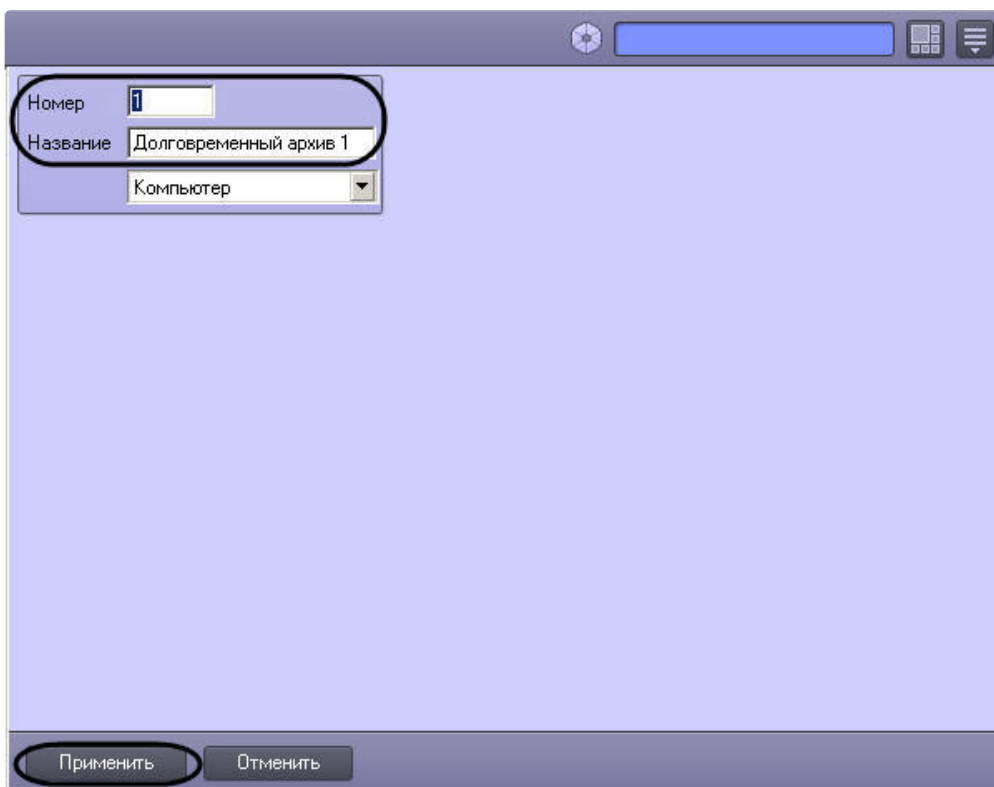 Номер 1
Название Долговременный архив 1
Компьютер
Применить Отменить